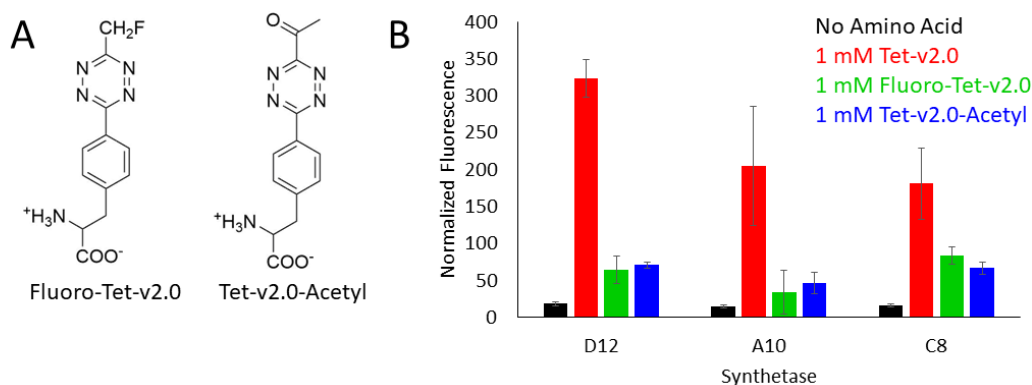 A
CH₂F
N N
N N
⁺H₃N
COO⁻
Fluoro-Tet-v2.0
O
N N
N N
⁺H₃N
COO⁻
Tet-v2.0-Acetyl
B
No Amino Acid
1 mM Tet-v2.0
1 mM Fluoro-Tet-v2.0
1 mM Tet-v2.0-Acetyl
Normalized Fluorescence
400
350
300
250
200
150
100
50
0
D12 A10 C8
Synthetase